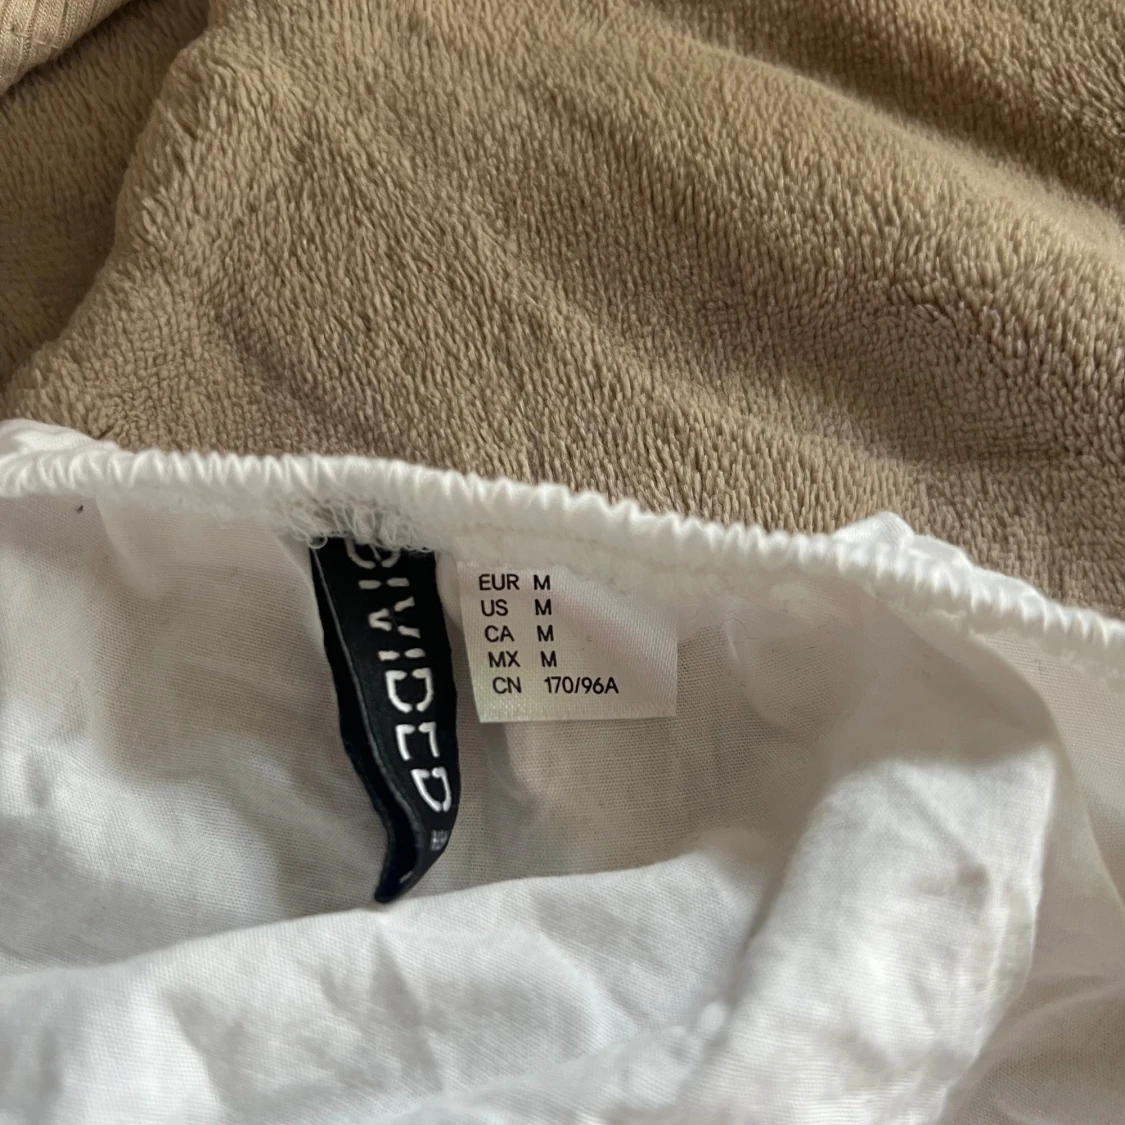 DIVIDED
EUR M
US M
CA M
MX M
CN 170/96A